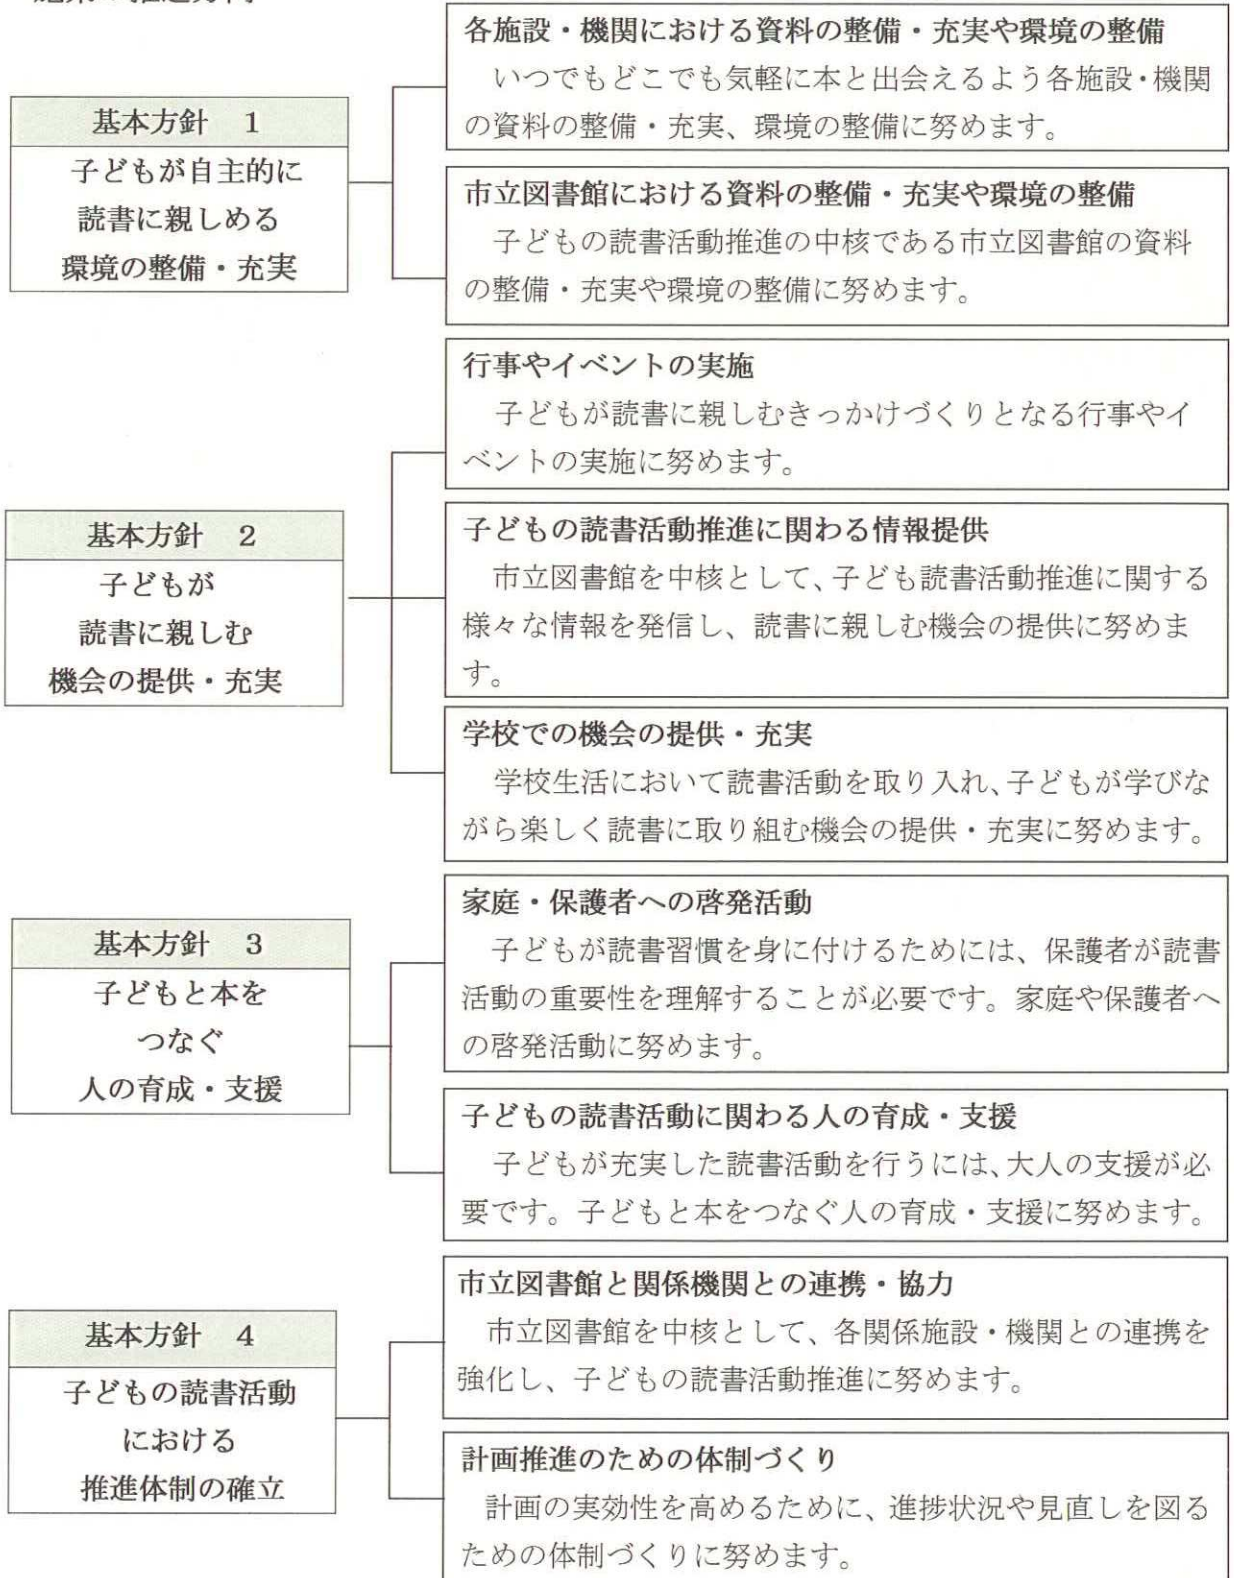 基本方針 1
子どもが自主的に
読書に親しめる
環境の整備・充実
各施設・機関における資料の整備・充実や環境の整備
いつでもどこでも気軽に本と出会えるよう各施設・機関
の資料の整備・充実、環境の整備に努めます。
市立図書館における資料の整備・充実や環境の整備
子どもの読書活動推進の中核である市立図書館の資料
の整備・充実や環境の整備に努めます。
基本方針 2
子どもが
読書に親しむ
機会の提供・充実
行事やイベントの実施
子どもが読書に親しむきっかけづくりとなる行事やイ
ベントの実施に努めます。
子どもの読書活動推進に関わる情報提供
市立図書館を中核として、子ども読書活動推進に関する
様々な情報を発信し、読書に親しむ機会の提供に努めま
す。
学校での機会の提供・充実
学校生活において読書活動を取り入れ、子どもが学びな
がら楽しく読書に取り組む機会の提供・充実に努めます。
基本方針 3
子どもと本を
つなぐ
人の育成・支援
家庭・保護者への啓発活動
子どもが読書習慣を身に付けるためには、保護者が読書
活動の重要性を理解することが必要です。家庭や保護者へ
の啓発活動に努めます。
子どもの読書活動に関わる人の育成・支援
子どもが充実した読書活動を行うには、大人の支援が必
要です。子どもと本をつなぐ人の育成・支援に努めます。
基本方針 4
子どもの読書活動
における
推進体制の確立
市立図書館と関係機関との連携・協力
市立図書館を中核として、各関係施設・機関との連携を
強化し、子どもの読書活動推進に努めます。
計画推進のための体制づくり
計画の実効性を高めるために、進捗状況や見直しを図る
ための体制づくりに努めます。